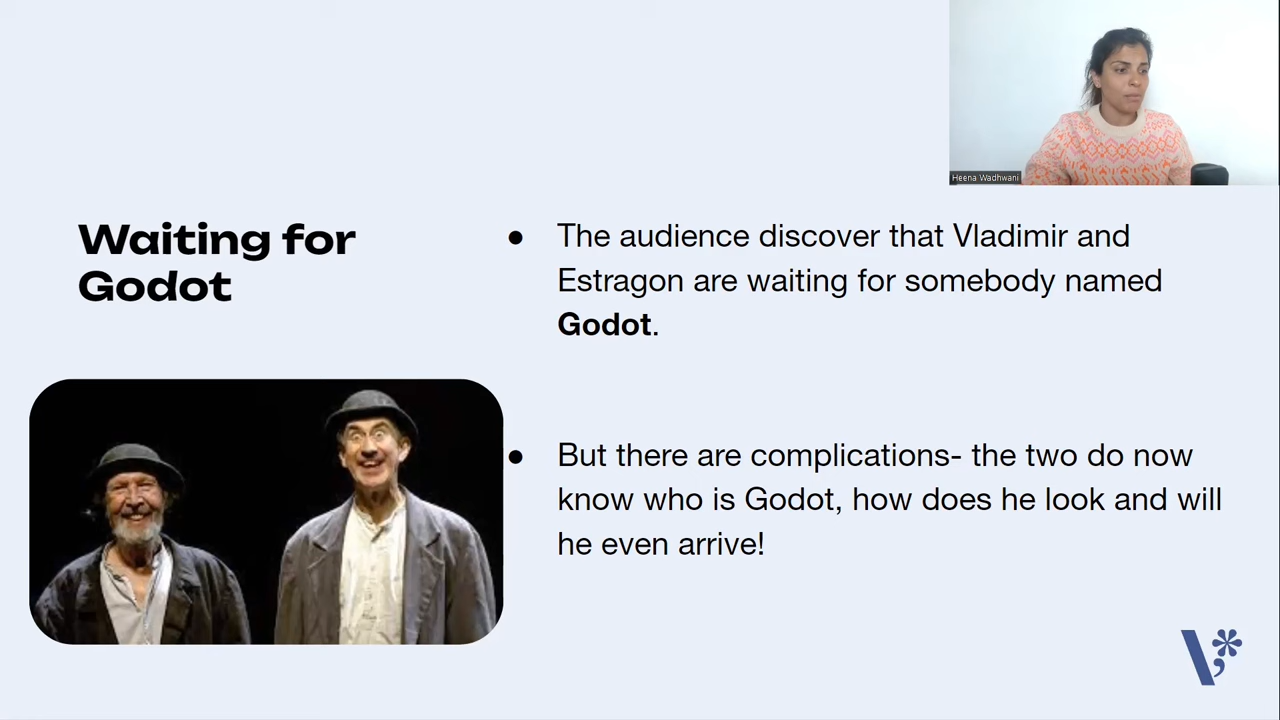 Heena Wadhwani
Waiting for
Godot
● The audience discover that Vladimir and
Estragon are waiting for somebody named
Godot.
● But there are complications- the two do now
know who is Godot, how does he look and will
he even arrive!